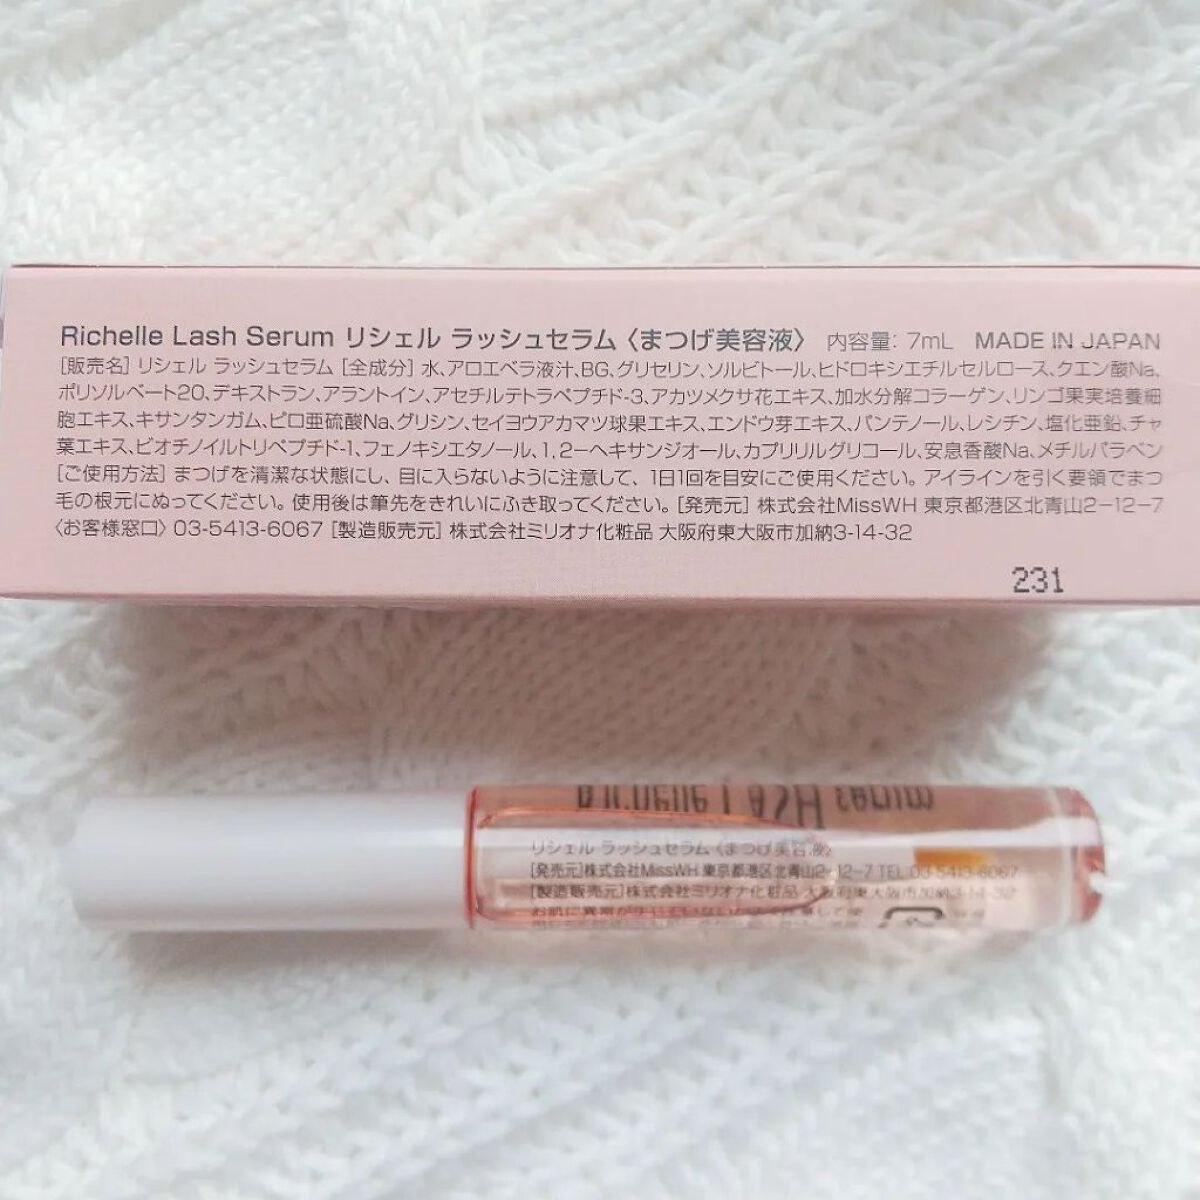 Richelle Lash Serum リシェル ラッシュセラム〈まつげ美容液〉 内容量: 7mL MADE IN JAPAN
[販売名] リシェル ラッシュセラム [全成分] 水、アロエベラ液汁、BG、グリセリン、ソルビトール、ヒドロキシエチルセルロース、クエン酸Na、
ポリソルベート20、デキストラン、アラントイン、アセチルテトラペプチド-3、アカツメクサ花エキス、加水分解コラーゲン、リンゴ果実培養細
胞エキス、キサンタンガム、ピロ亜硫酸Na、グリシン、セイヨウアカマツ球果エキス、エンドウ芽エキス、パンテノール、レシチン、塩化亜鉛、チャ
葉エキス、ビオチノイルトリペプチド-1、フェノキシエタノール、1,2-ヘキサンジオール、カプリリルグリコール、安息香酸Na、メチルパラベン
[ご使用方法] まつげを清潔な状態にし、目に入らないように注意して、1日1回を目安にご使用ください。アイラインを引く要領でまつ
毛の根元にぬってください。使用後は筆先をきれいにふき取ってください。[発売元] 株式会社MissWH 東京都港区北青山2-12-7
〈お客様窓口〉 03-5413-6067 [製造販売元] 株式会社ミリオナ化粧品 大阪府東大阪市加納3-14-32
231
Richelle LASH serum
リシェル ラッシュセラム〈まつげ美容液〉
[発売元]株式会社MissWH 東京都港区北青山2-12-7 TEL 03-5413-6067
[製造販売元]株式会社ミリオナ化粧品 大阪府東大阪市加納3-14-32